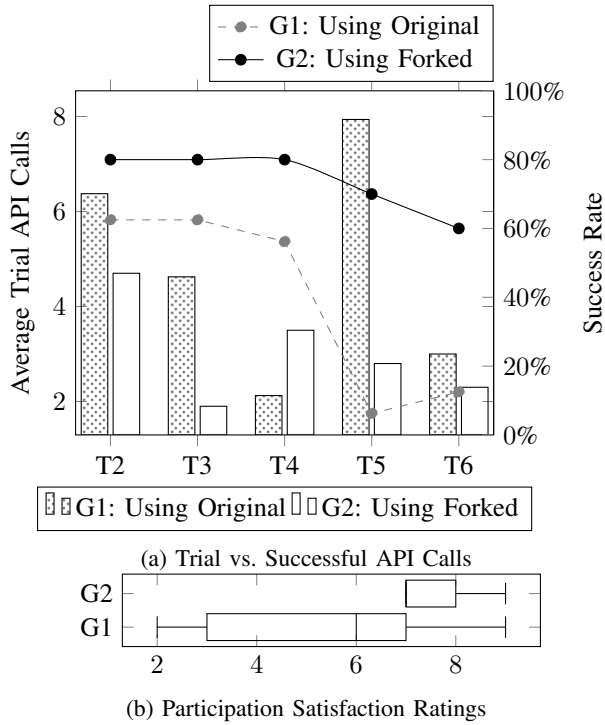 G1: Using Original
G2: Using Forked
Average Trial API Calls
8
6
4
2
100%
80%
60%
40%
20%
0%
Success Rate
T2 T3 T4 T5 T6
G1: Using Original G2: Using Forked
(a) Trial vs. Successful API Calls
G2
G1
2 4 6 8
(b) Participation Satisfaction Ratings